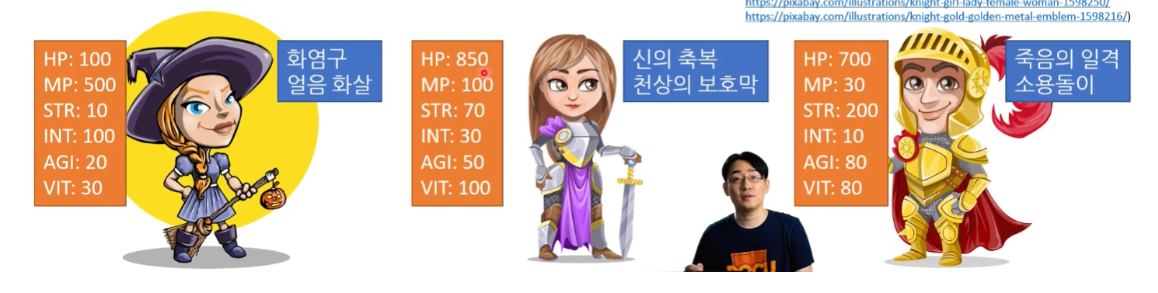 https://pixabay.com/illustrations/knight-girl-lady-female-woman-1598250/
https://pixabay.com/illustrations/knight-gold-golden-metal-emblem-1598216/)
HP: 100
MP: 500
STR: 10
INT: 100
AGI: 20
VIT: 30
화염구
얼음 화살
HP: 850
MP: 100
STR: 70
INT: 30
AGI: 50
VIT: 100
신의 축복
천상의 보호막
HP: 700
MP: 30
STR: 200
INT: 10
AGI: 80
VIT: 80
죽음의 일격
소용돌이